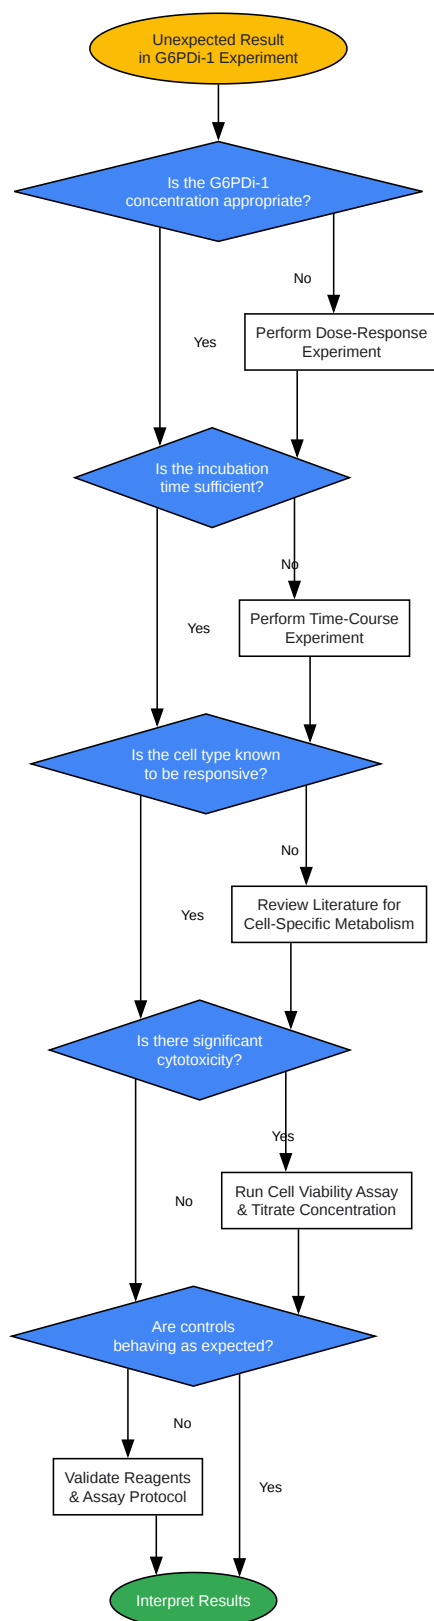 Unexpected Result
in G6PDi-1 Experiment
Is the G6PDi-1
concentration appropriate?
No
Perform Dose-Response
Experiment
Yes
Is the incubation
time sufficient?
No
Perform Time-Course
Experiment
Yes
Is the cell type known
to be responsive?
No
Review Literature for
Cell-Specific Metabolism
Yes
Is there significant
cytotoxicity?
Yes
Run Cell Viability Assay
& Titrate Concentration
No
Are controls
behaving as expected?
No
Validate Reagents
& Assay Protocol
Yes
Interpret Results